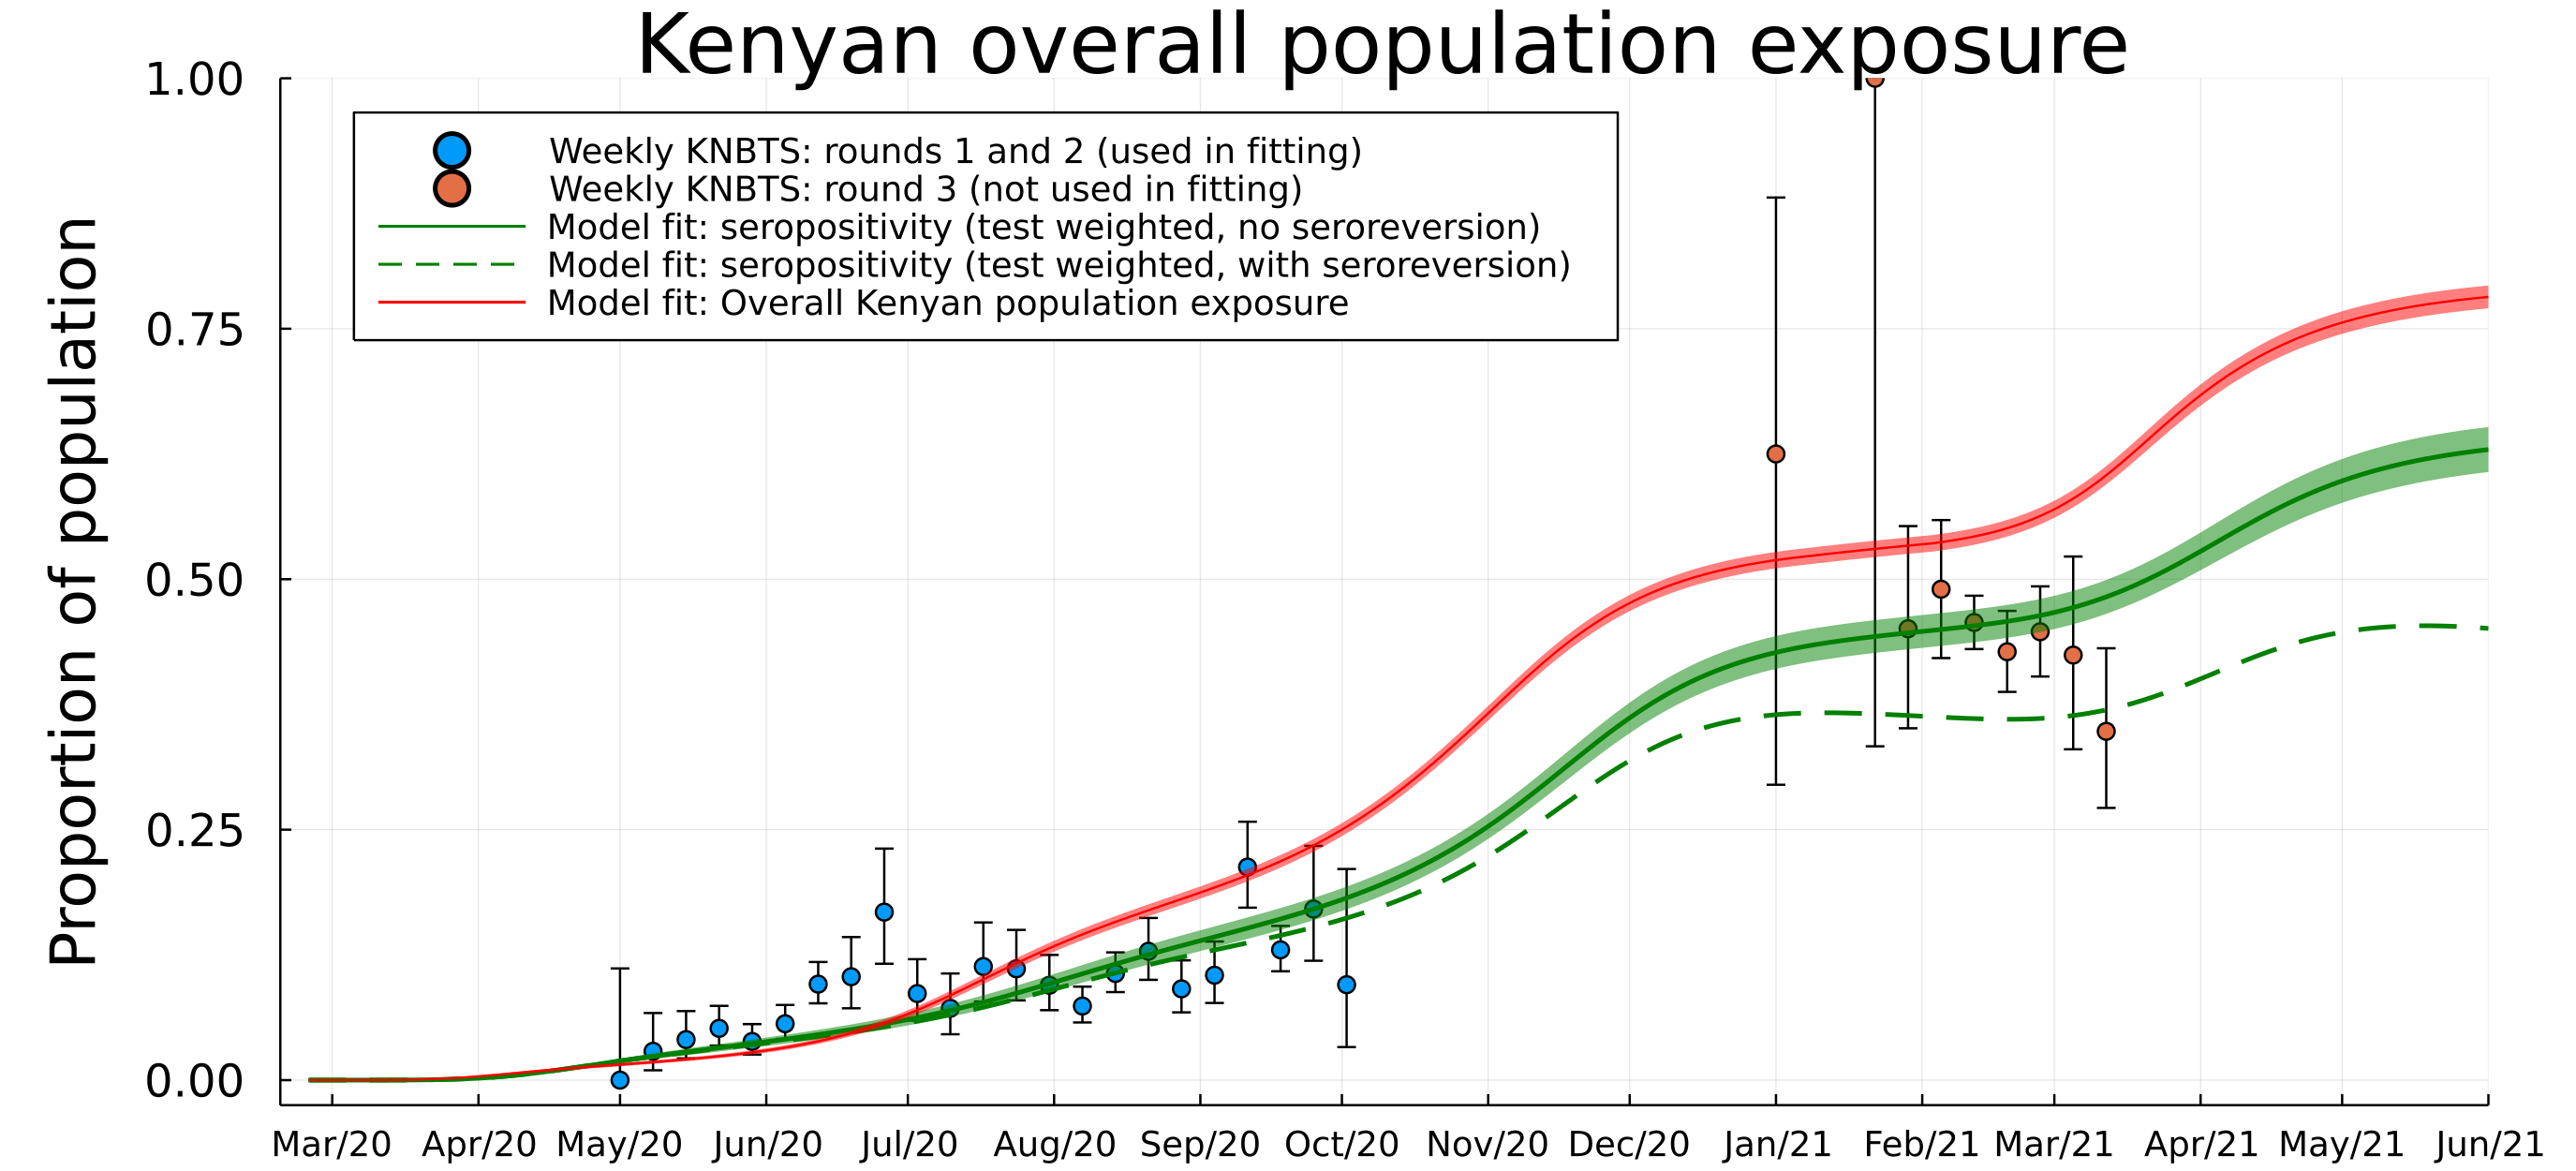 Kenyan overall population exposure
Proportion of population
1.00
0.75
0.50
0.25
0.00
Weekly KNBTS: rounds 1 and 2 (used in fitting)
Weekly KNBTS: round 3 (not used in fitting)
Model fit: seropositivity (test weighted, no seroreversion)
Model fit: seropositivity (test weighted, with seroreversion)
Model fit: Overall Kenyan population exposure
Mar/20 Apr/20 May/20 Jun/20 Jul/20 Aug/20 Sep/20 Oct/20 Nov/20 Dec/20 Jan/21 Feb/21 Mar/21 Apr/21 May/21 Jun/21